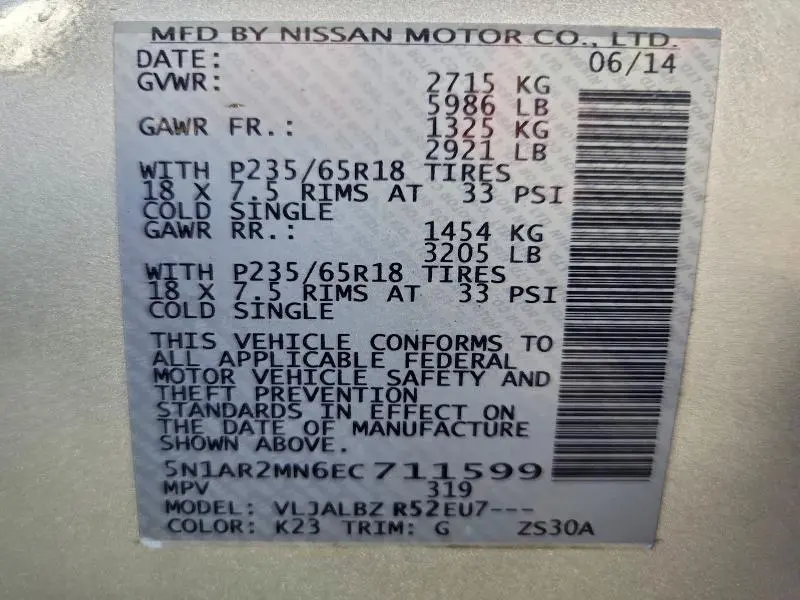 MFD BY NISSAN MOTOR CO., LTD.
DATE: 06/14
GVWR: 2715 KG
5986 LB
GAWR FR.: 1325 KG
2921 LB
WITH P235/65R18 TIRES
18 X 7.5 RIMS AT 33 PSI
COLD SINGLE
GAWR RR.: 1454 KG
3205 LB
WITH P235/65R18 TIRES
18 X 7.5 RIMS AT 33 PSI
COLD SINGLE
THIS VEHICLE CONFORMS TO
ALL APPLICABLE FEDERAL
MOTOR VEHICLE SAFETY AND
THEFT PREVENTION
STANDARDS IN EFFECT ON
THE DATE OF MANUFACTURE
SHOWN ABOVE.
5N1AR2MN6EC 711599
MPV 319
MODEL: VLJALBZ R52EU7---
COLOR: K23 TRIM: G ZS30A